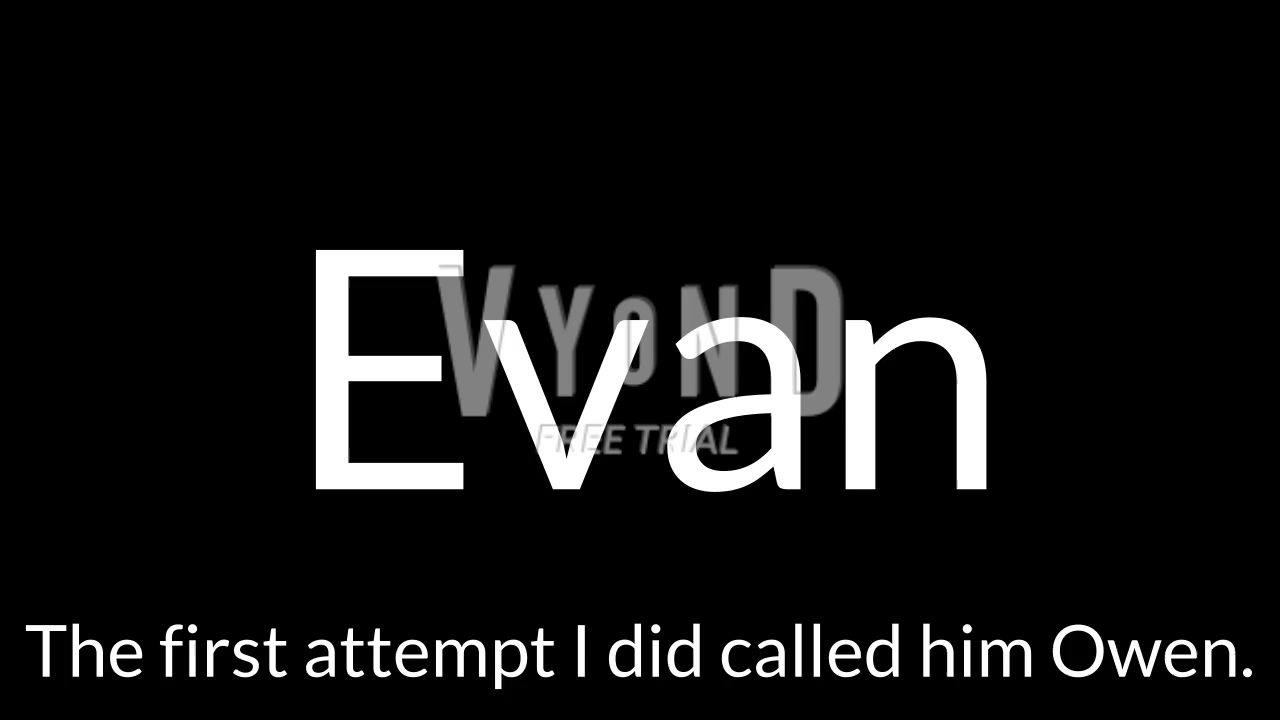 Evan
VYOND
FREE TRIAL
The first attempt I did called him Owen.